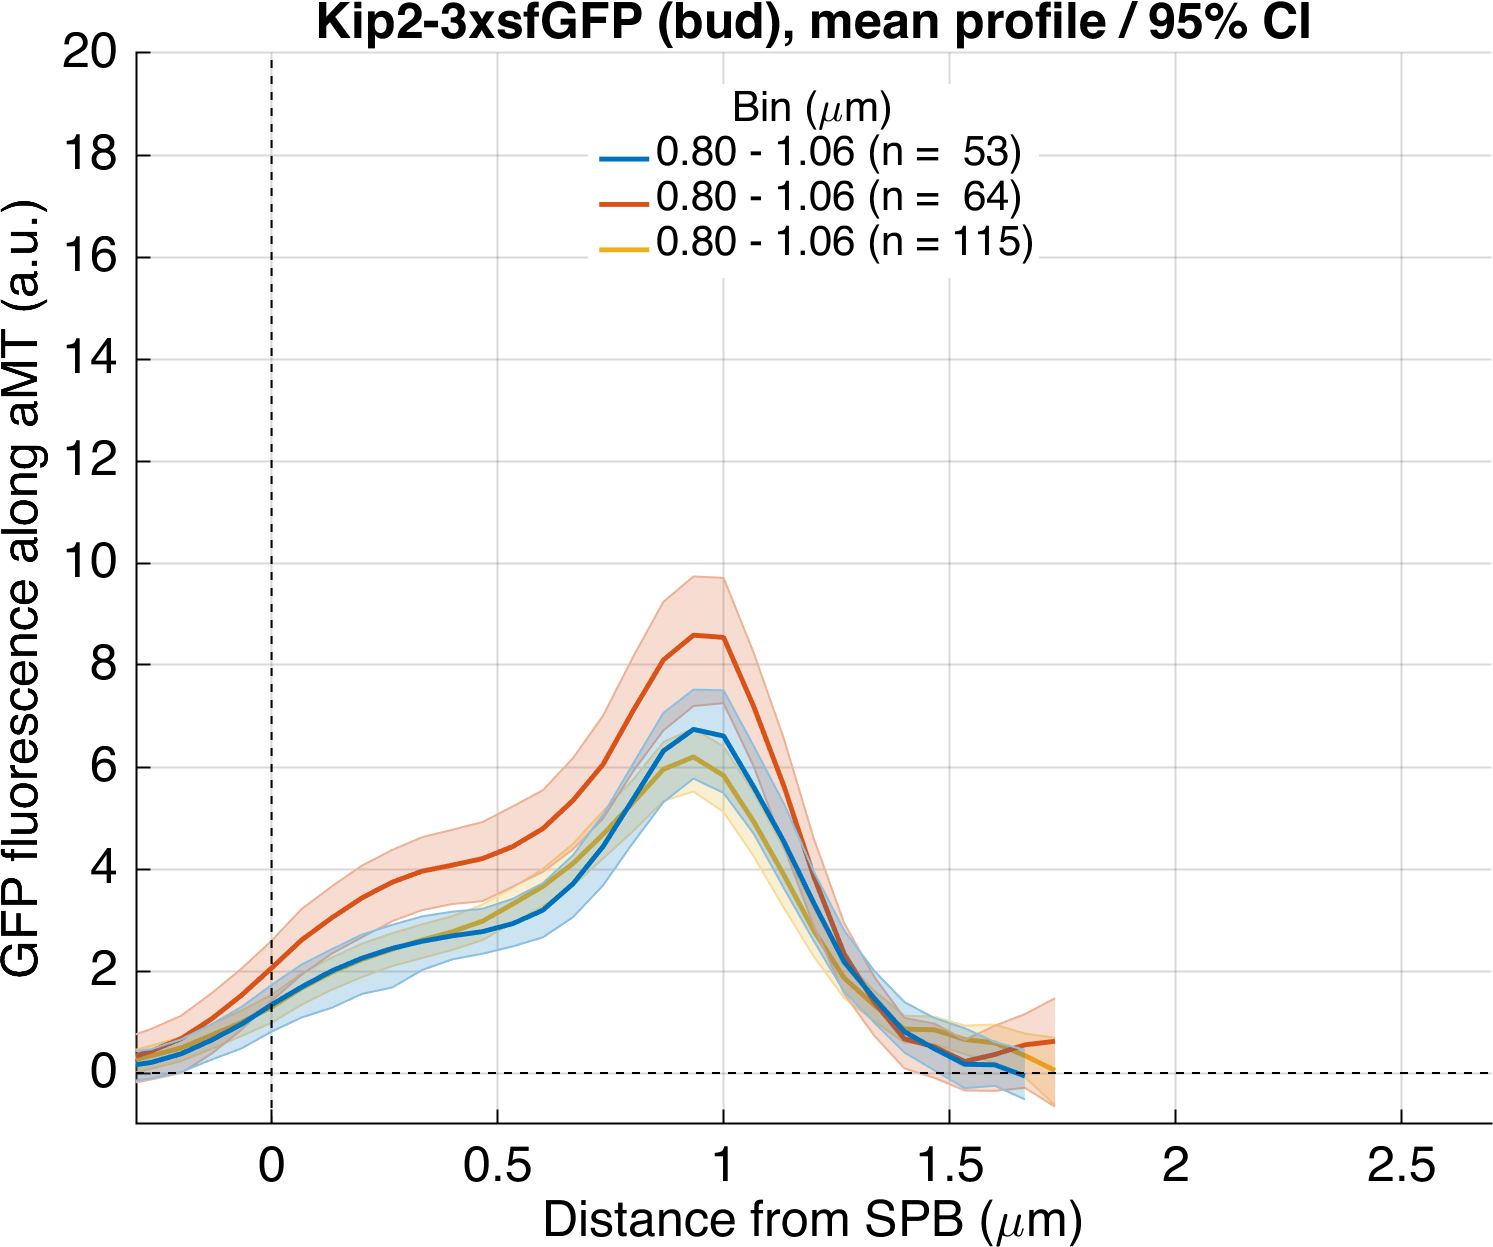 Kip2-3xsfGFP (bud), mean profile / 95% CI
GFP fluorescence along aMT (a.u.)
20
18
16
14
12
10
8
6
4
2
0
Bin (μm)
0.80 - 1.06 (n = 53)
0.80 - 1.06 (n = 64)
0.80 - 1.06 (n = 115)
0 0.5 1 1.5 2 2.5
Distance from SPB (μm)